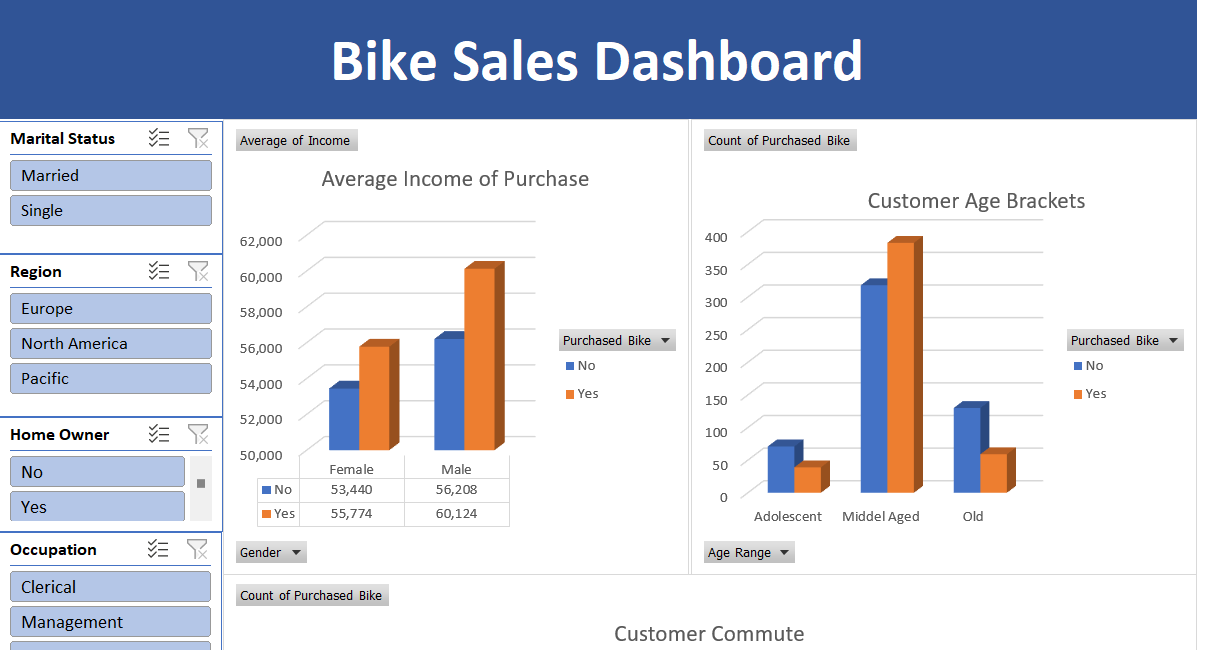 Bike Sales Dashboard
Marital Status
Married
Single
Region
Europe
North America
Pacific
Home Owner
No
Yes
Occupation
Clerical
Management
Average of Income
Average Income of Purchase
62,000
60,000
58,000
56,000
54,000
52,000
50,000
Female Male
No 53,440 56,208
Yes 55,774 60,124
Purchased Bike
No
Yes
Gender
Count of Purchased Bike
Customer Age Brackets
400
350
300
250
200
150
100
50
0
Adolescent Middel Aged Old
Purchased Bike
No
Yes
Age Range
Count of Purchased Bike
Customer Commute